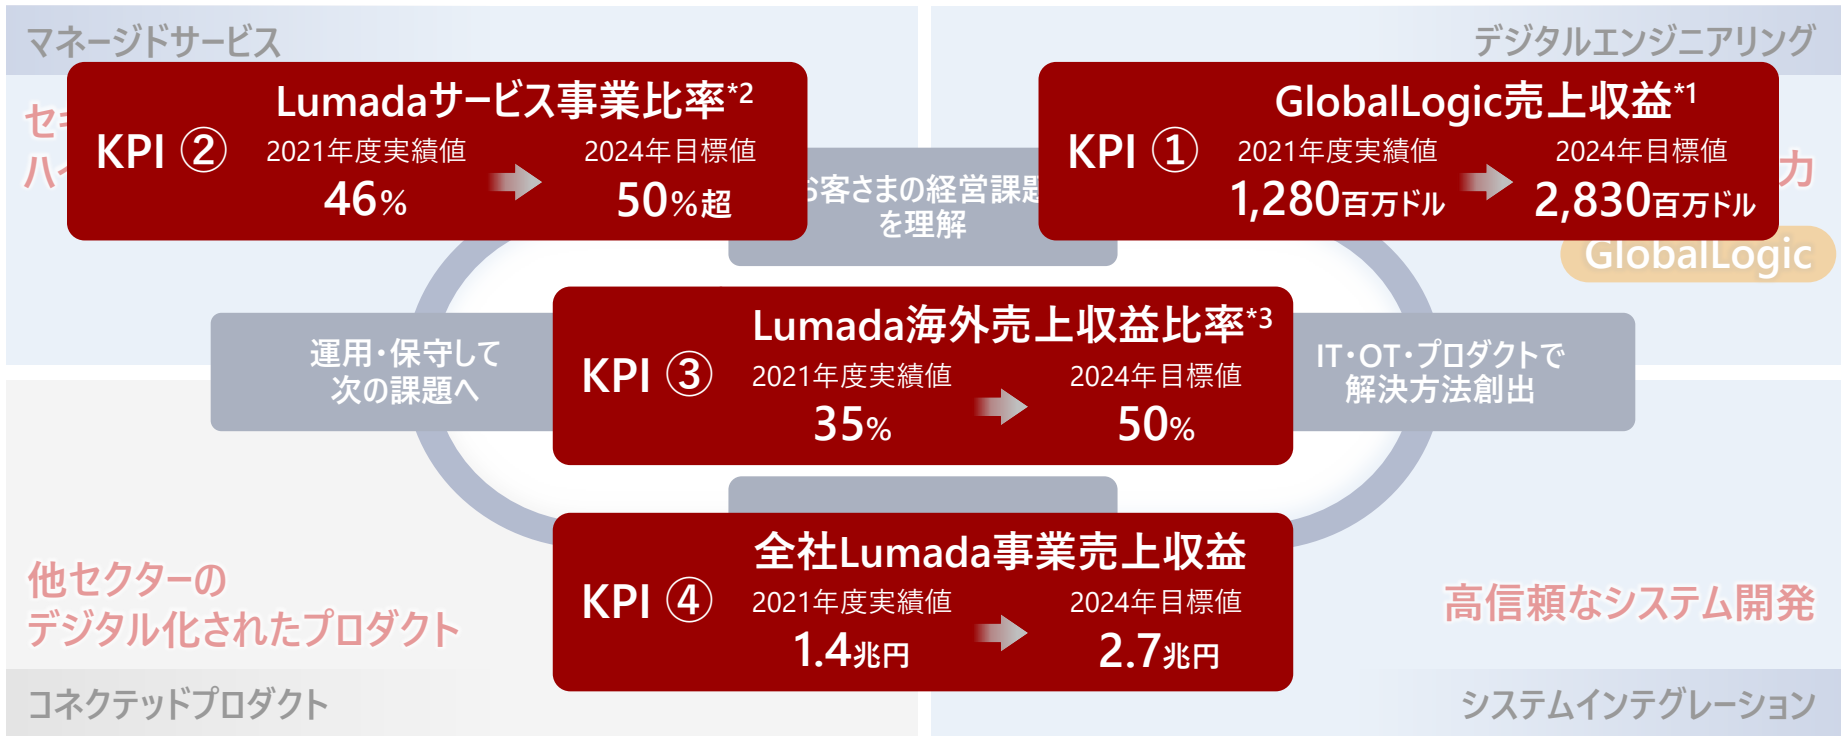 マネージドサービス
デジタルエンジニアリング
Lumadaサービス事業比率*2
KPI ②
2021年度実績値
2024年目標値
46%
50%超
GlobalLogic売上収益*1
KPI ①
2021年度実績値
2024年目標値
1,280百万ドル
2,830百万ドル
セキ
ハイ
力
お客さまの経営課題
を理解
GlobalLogic
Lumada海外売上収益比率*3
KPI ③
2021年度実績値
2024年目標値
35%
50%
運用・保守して
次の課題へ
IT・OT・プロダクトで
解決方法創出
全社Lumada事業売上収益
KPI ④
2021年度実績値
2024年目標値
1.4兆円
2.7兆円
他セクターの
デジタル化されたプロダクト
高信頼なシステム開発
コネクテッドプロダクト
システムインテグレーション